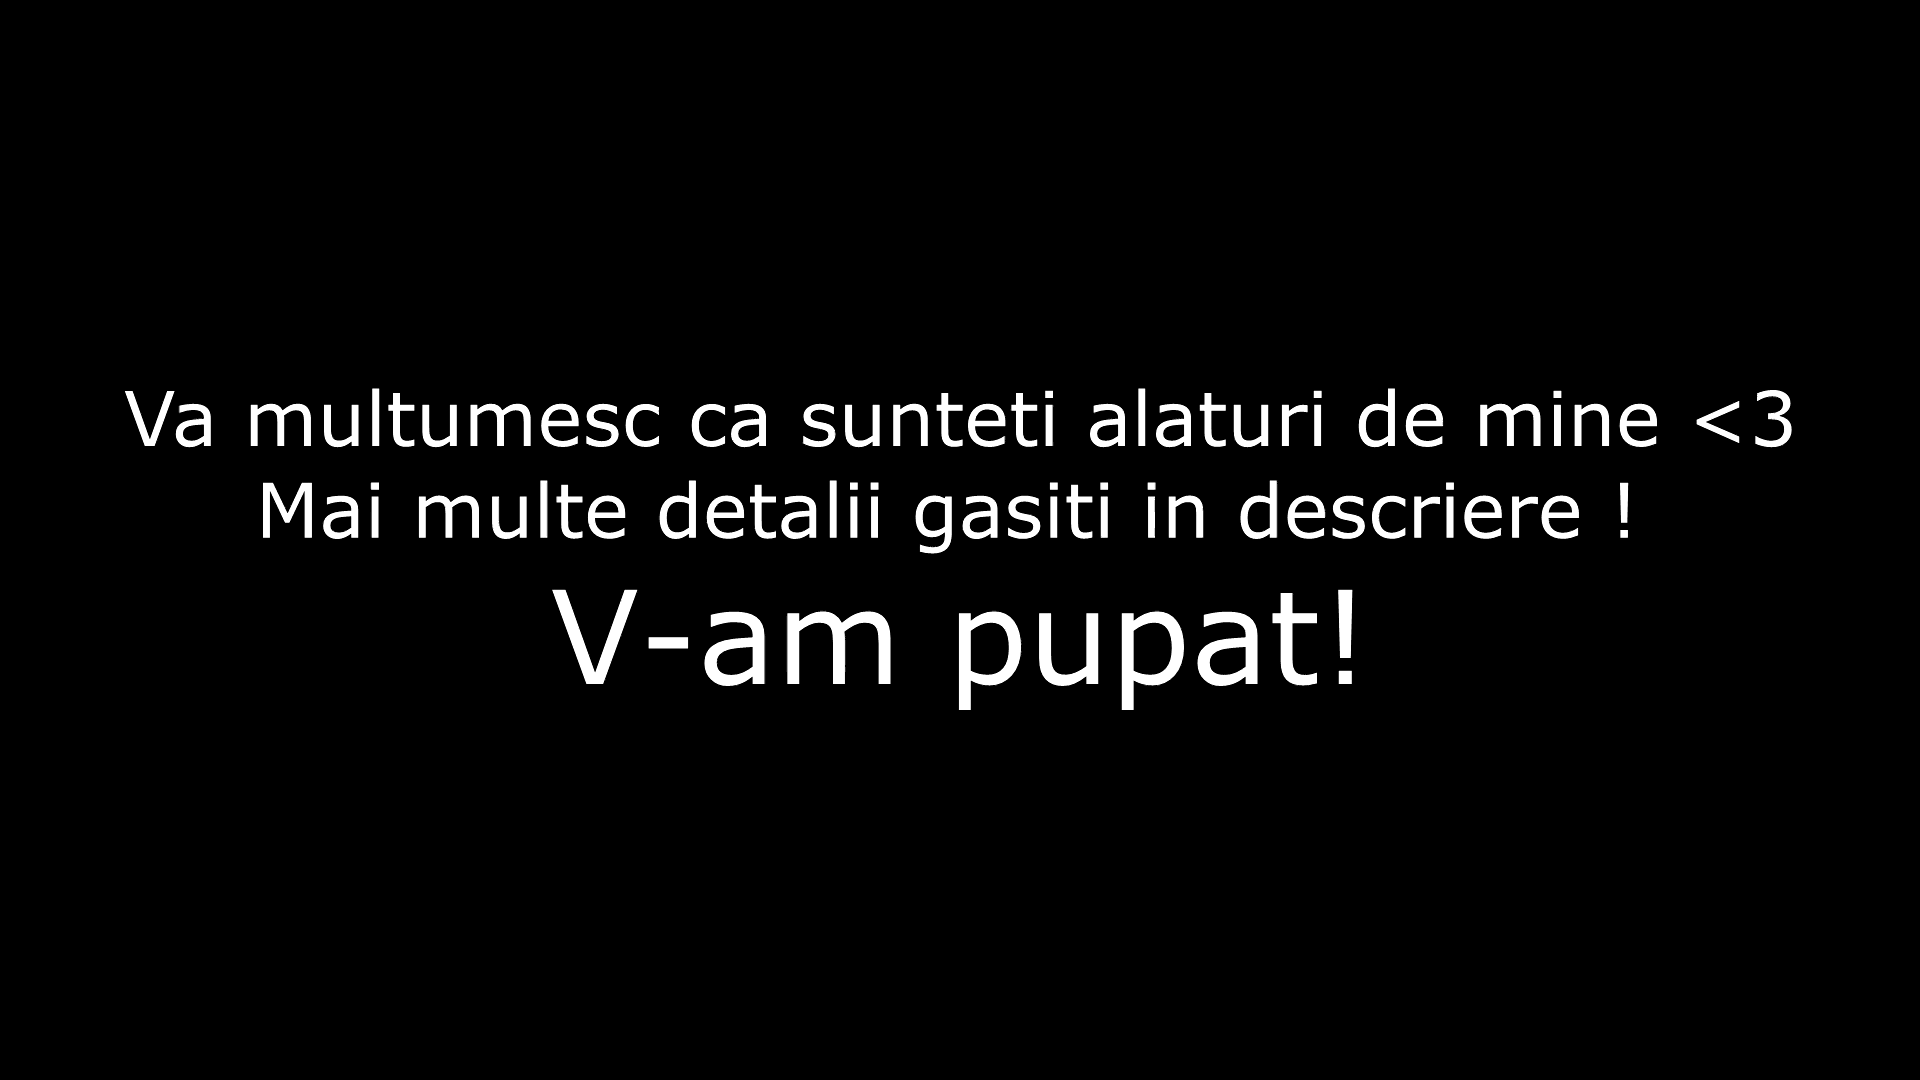 Va multumesc ca sunteti alaturi de mine <3
Mai multe detalii gasiti in descriere !
V-am pupat!